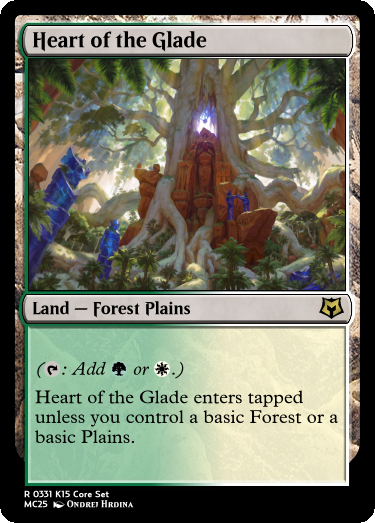 Heart of the Glade
Land — Forest Plains
(: Add or .)
Heart of the Glade enters tapped
unless you control a basic Forest or a
basic Plains.
R 0331 K15 Core Set
MC25 Ondrej Hrdina